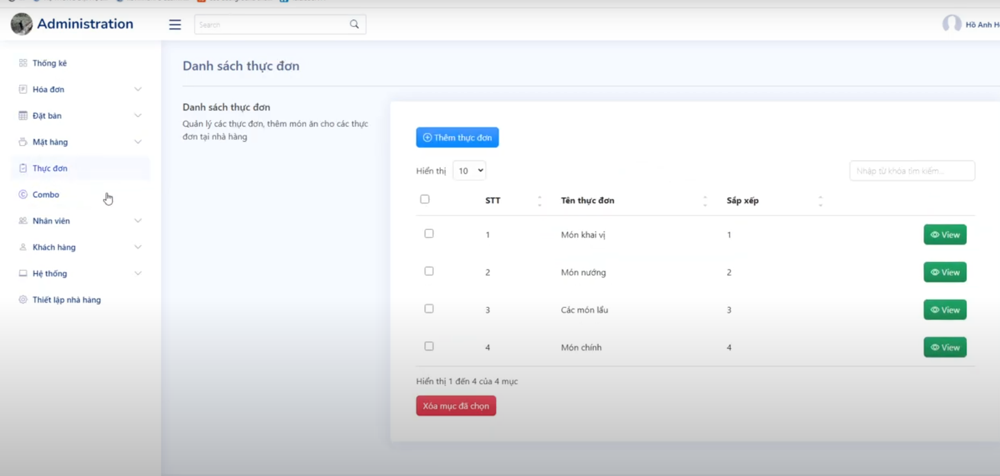 Administration
Search
Hồ Anh
Thống kê
Hóa đơn
Đặt bàn
Mặt hàng
Thực đơn
Combo
Nhân viên
Khách hàng
Hệ thống
Thiết lập nhà hàng
Danh sách thực đơn
Danh sách thực đơn
Quản lý các thực đơn, thêm món ăn cho các thực
đơn tại nhà hàng
Thêm thực đơn
Hiển thị 10
Nhập từ khóa tìm kiếm...
STT Tên thực đơn Sắp xếp
1 Món khai vị 1 View
2 Món nướng 2 View
3 Các món lẩu 3 View
4 Món chính 4 View
Hiển thị 1 đến 4 của 4 mục
Xóa mục đã chọn